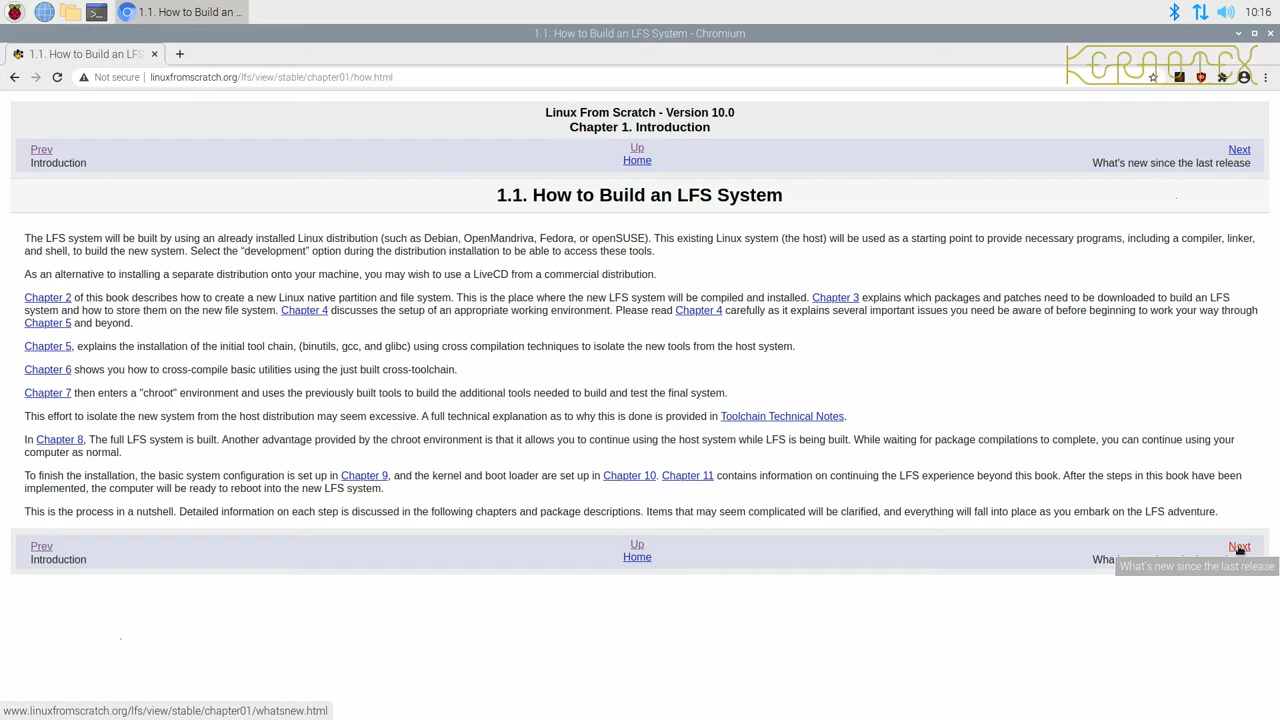 1.1. How to Build an ...
10:16
1.1. How to Build an LFS System - Chromium
1.1. How to Build an LFS
Not secure | linuxfromscratch.org/lfs/view/stable/chapter01/how.html
KERAOTEX
Linux From Scratch - Version 10.0
Chapter 1. Introduction
Prev Up Next
Introduction Home What's new since the last release
1.1. How to Build an LFS System
The LFS system will be built by using an already installed Linux distribution (such as Debian, OpenMandriva, Fedora, or openSUSE). This existing Linux system (the host) will be used as a starting point to provide necessary programs, including a compiler, linker,
and shell, to build the new system. Select the “development” option during the distribution installation to be able to access these tools.
As an alternative to installing a separate distribution onto your machine, you may wish to use a LiveCD from a commercial distribution.
Chapter 2 of this book describes how to create a new Linux native partition and file system. This is the place where the new LFS system will be compiled and installed. Chapter 3 explains which packages and patches need to be downloaded to build an LFS
system and how to store them on the new file system. Chapter 4 discusses the setup of an appropriate working environment. Please read Chapter 4 carefully as it explains several important issues you need be aware of before beginning to work your way through
Chapter 5 and beyond.
Chapter 5, explains the installation of the initial tool chain, (binutils, gcc, and glibc) using cross compilation techniques to isolate the new tools from the host system.
Chapter 6 shows you how to cross-compile basic utilities using the just built cross-toolchain.
Chapter 7 then enters a "chroot" environment and uses the previously built tools to build the additional tools needed to build and test the final system.
This effort to isolate the new system from the host distribution may seem excessive. A full technical explanation as to why this is done is provided in Toolchain Technical Notes.
In Chapter 8, The full LFS system is built. Another advantage provided by the chroot environment is that it allows you to continue using the host system while LFS is being built. While waiting for package compilations to complete, you can continue using your
computer as normal.
To finish the installation, the basic system configuration is set up in Chapter 9, and the kernel and boot loader are set up in Chapter 10. Chapter 11 contains information on continuing the LFS experience beyond this book. After the steps in this book have been
implemented, the computer will be ready to reboot into the new LFS system.
This is the process in a nutshell. Detailed information on each step is discussed in the following chapters and package descriptions. Items that may seem complicated will be clarified, and everything will fall into place as you embark on the LFS adventure.
Prev Up Next
Introduction Home Wha
What's new since the last release
www.linuxfromscratch.org/lfs/view/stable/chapter01/whatsnew.html